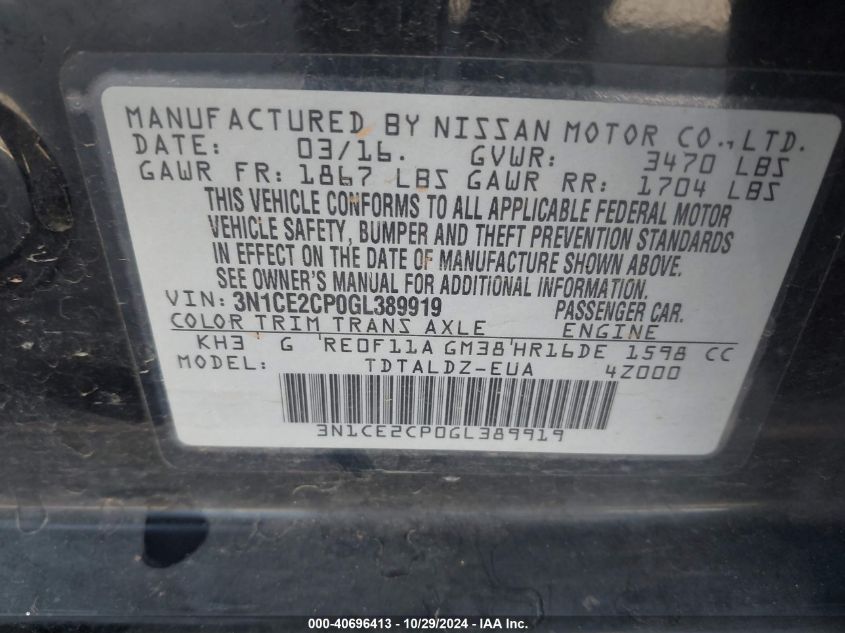 MANUFACTURED BY NISSAN MOTOR CO., LTD.
DATE: 03/16. GVWR: 3470 LBS
GAWR FR: 1867 LBS GAWR RR: 1704 LBS
THIS VEHICLE CONFORMS TO ALL APPLICABLE FEDERAL MOTOR
VEHICLE SAFETY, BUMPER AND THEFT PREVENTION STANDARDS
IN EFFECT ON THE DATE OF MANUFACTURE SHOWN ABOVE.
SEE OWNER'S MANUAL FOR ADDITIONAL INFORMATION.
VIN: 3N1CE2CP0GL389919 PASSENGER CAR.
COLOR TRIM TRANS AXLE ENGINE
KH3 G RE0F11A GM38 HR16DE 1598 CC
MODEL: TDTALDZ-EUA 4Z000
3N1CE2CP0GL389919
000-40696413 - 10/29/2024 - IAA Inc.